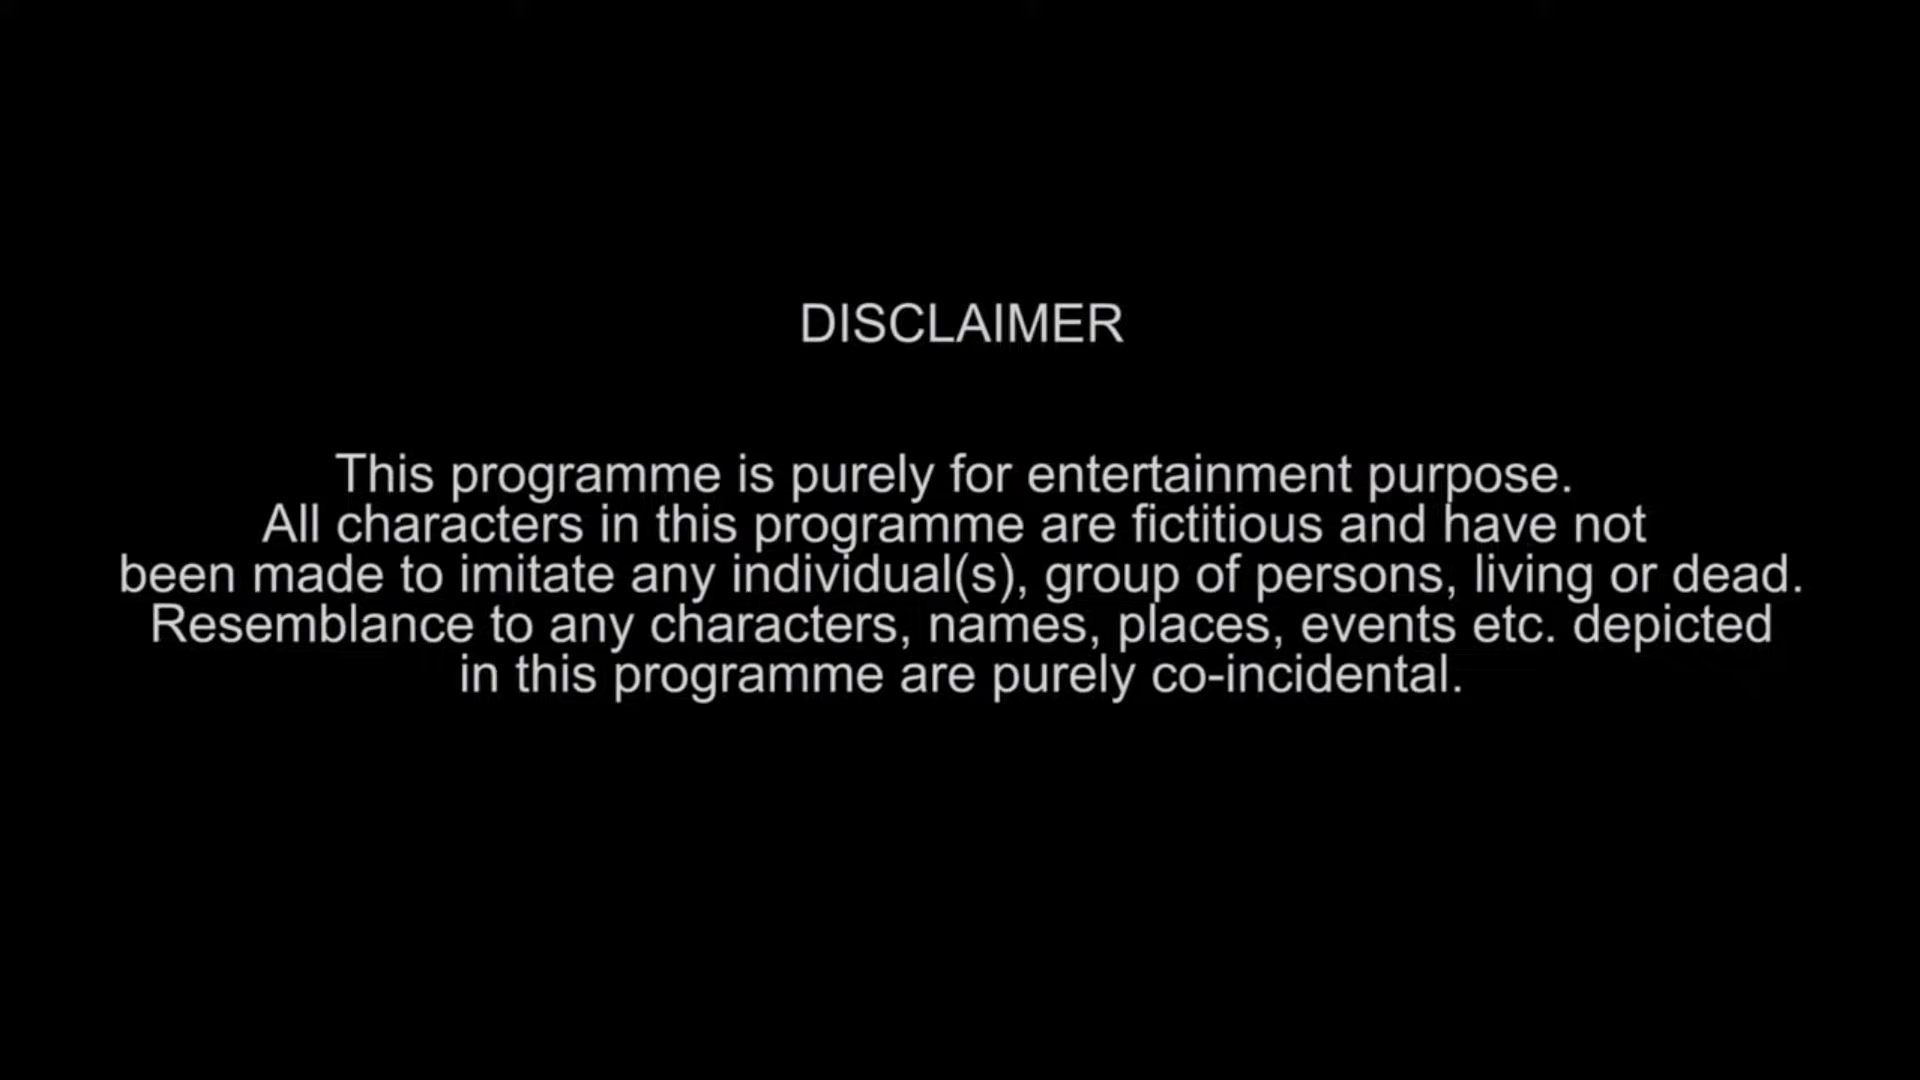 DISCLAIMER
This programme is purely for entertainment purpose.
All characters in this programme are fictitious and have not
been made to imitate any individual(s), group of persons, living or dead.
Resemblance to any characters, names, places, events etc. depicted
in this programme are purely co-incidental.